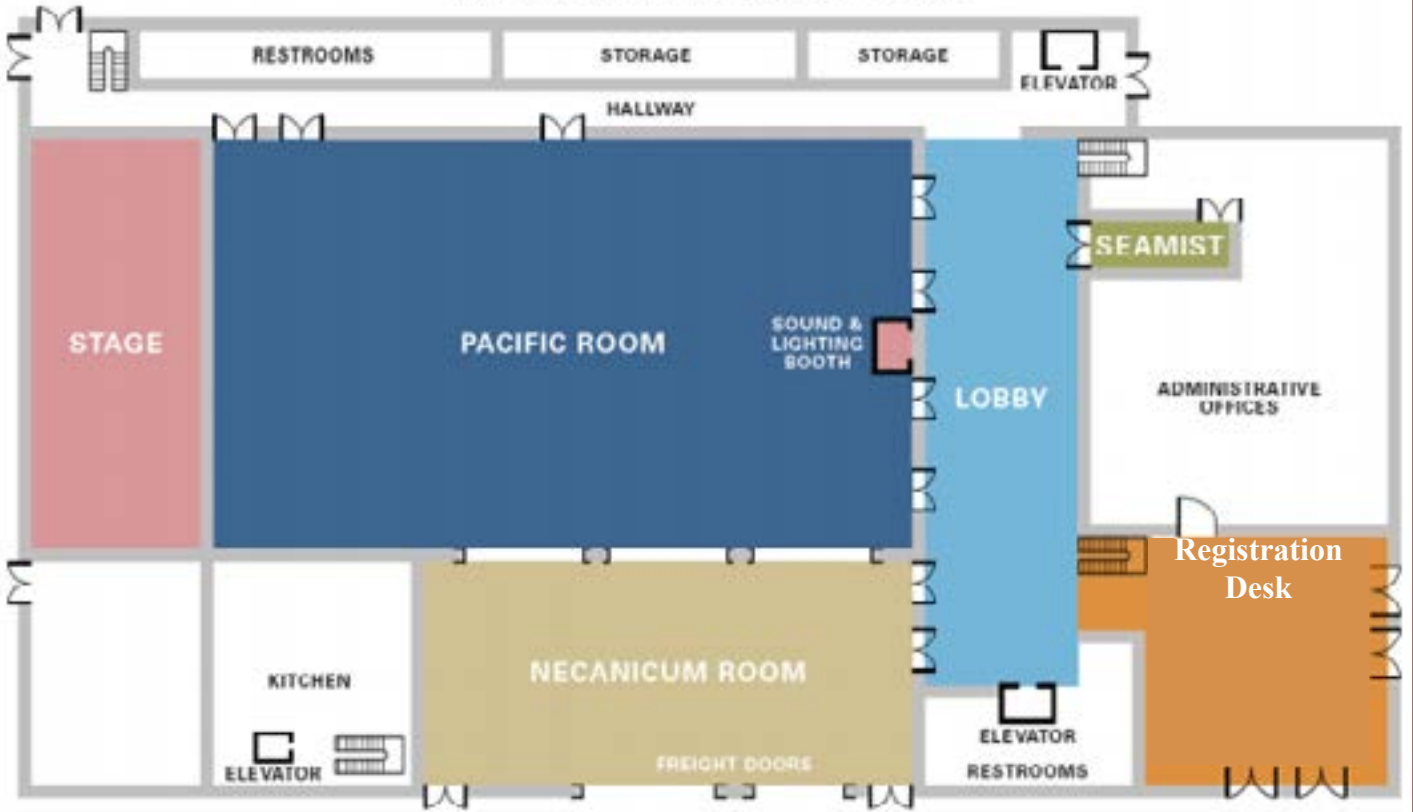 RESTROOMS
STORAGE
STORAGE
ELEVATOR
HALLWAY
SEAMIST
STAGE
PACIFIC ROOM
SOUND &
LIGHTING
BOOTH
LOBBY
ADMINISTRATIVE
OFFICES
Registration
Desk
KITCHEN
NECANICUM ROOM
ELEVATOR
FREIGHT DOORS
ELEVATOR
RESTROOMS